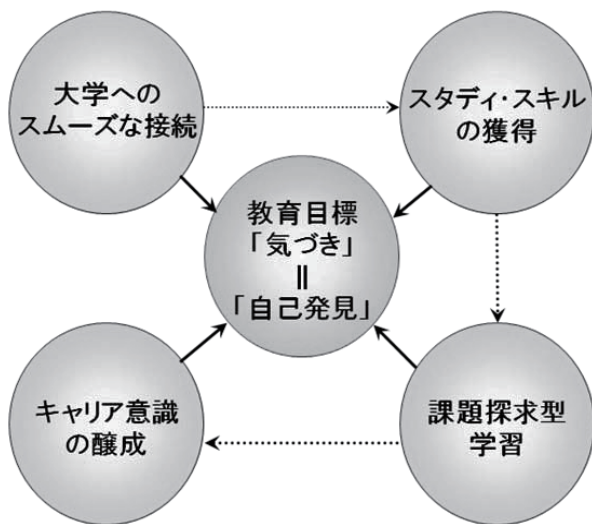 大学への
スムーズな接続
スタディ・スキル
の獲得
教育目標
「気づき」
||
「自己発見」
キャリア意識
の醸成
課題探求型
学習